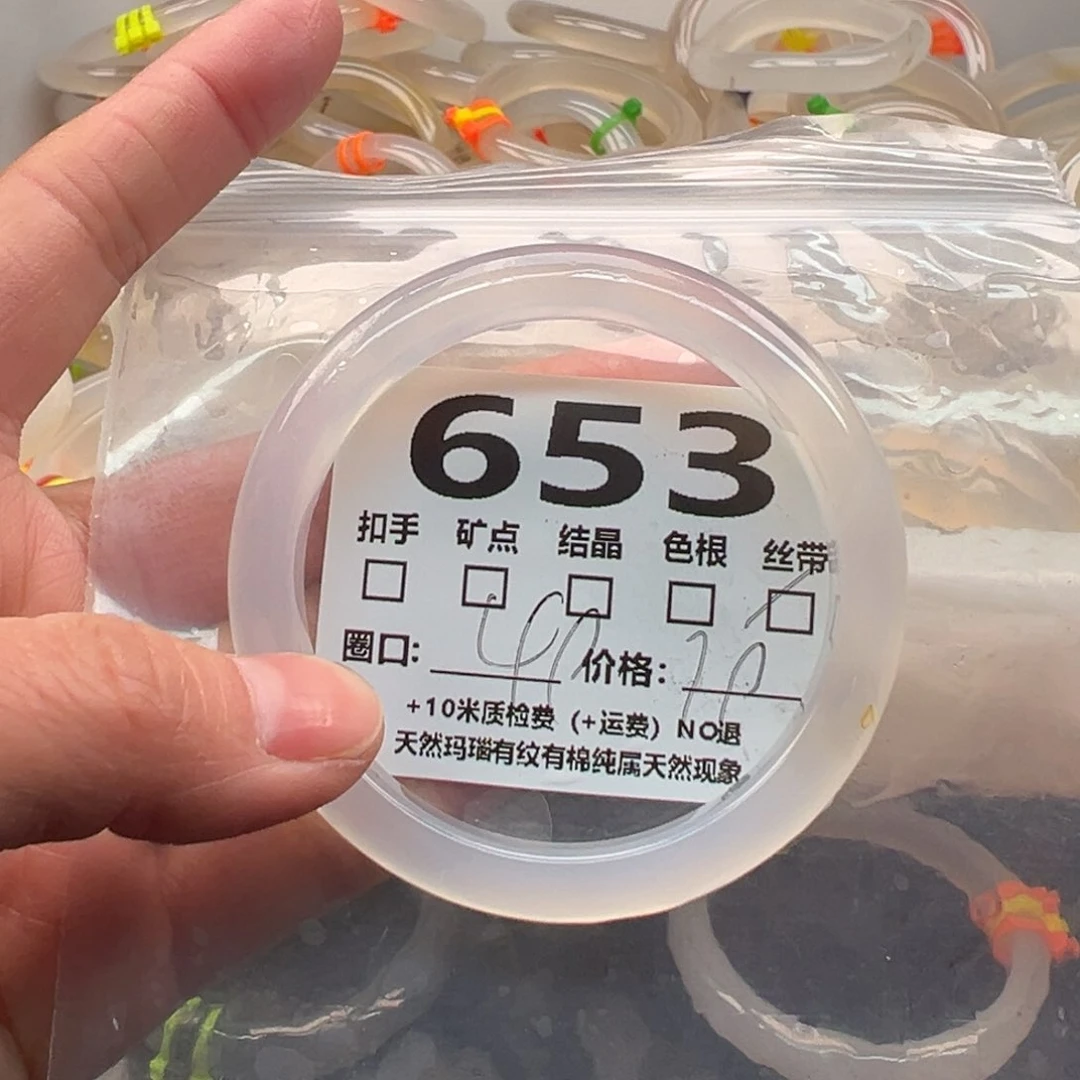 653
扣手 矿点 结晶 色根 丝带
圈口: 价格:
+10米质检费 (+运费) NO退
天然玛瑙有纹有棉纯属天然现象